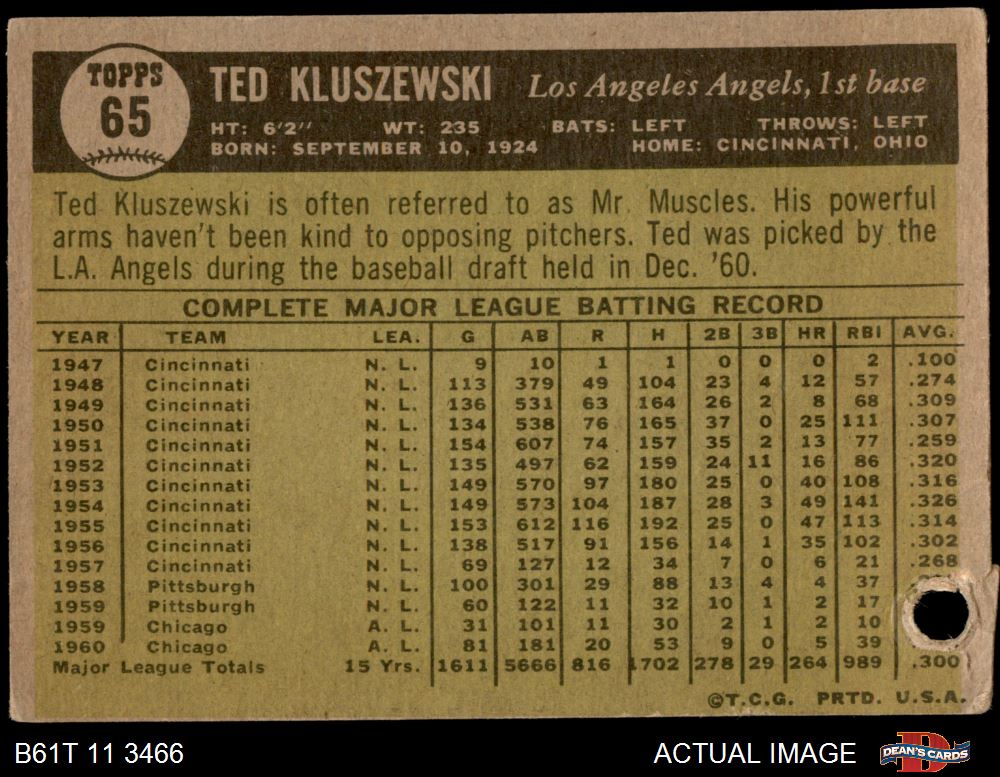 TOPPS
65
TED KLUSZEWSKI Los Angeles Angels, 1st base
HT: 6'2" WT: 235 BATS: LEFT THROWS: LEFT
BORN: SEPTEMBER 10, 1924 HOME: CINCINNATI, OHIO
Ted Kluszewski is often referred to as Mr. Muscles. His powerful
arms haven't been kind to opposing pitchers. Ted was picked by the
L.A. Angels during the baseball draft held in Dec. '60.
COMPLETE MAJOR LEAGUE BATTING RECORD
YEAR TEAM LEA. G AB R H 2B 3B HR RBI AVG.
1947 Cincinnati N. L. 9 10 1 1 0 0 0 2 .100
1948 Cincinnati N. L. 113 379 49 104 23 4 12 57 .274
1949 Cincinnati N. L. 136 531 63 164 26 2 8 68 .309
1950 Cincinnati N. L. 134 538 76 165 37 0 25 111 .307
1951 Cincinnati N. L. 154 607 74 157 35 2 13 77 .259
1952 Cincinnati N. L. 135 497 62 159 24 11 16 86 .320
1953 Cincinnati N. L. 149 570 97 180 25 0 40 108 .316
1954 Cincinnati N. L. 149 573 104 187 28 3 49 141 .326
1955 Cincinnati N. L. 153 612 116 192 25 0 47 113 .314
1956 Cincinnati N. L. 138 517 91 156 14 1 35 102 .302
1957 Cincinnati N. L. 69 127 12 34 7 0 6 21 .268
1958 Pittsburgh N. L. 100 301 29 88 13 4 4 37
1959 Pittsburgh N. L. 60 122 11 32 10 1 2 17
1959 Chicago A. L. 31 101 11 30 2 1 2 10
1960 Chicago A. L. 81 181 20 53 9 0 5 39
Major League Totals 15 Yrs. 1611 5666 816 1702 278 29 264 989 .300
©T.C.G. PRTD. U.S.A.
B61T 11 3466 ACTUAL IMAGE DEAN'S CARDS